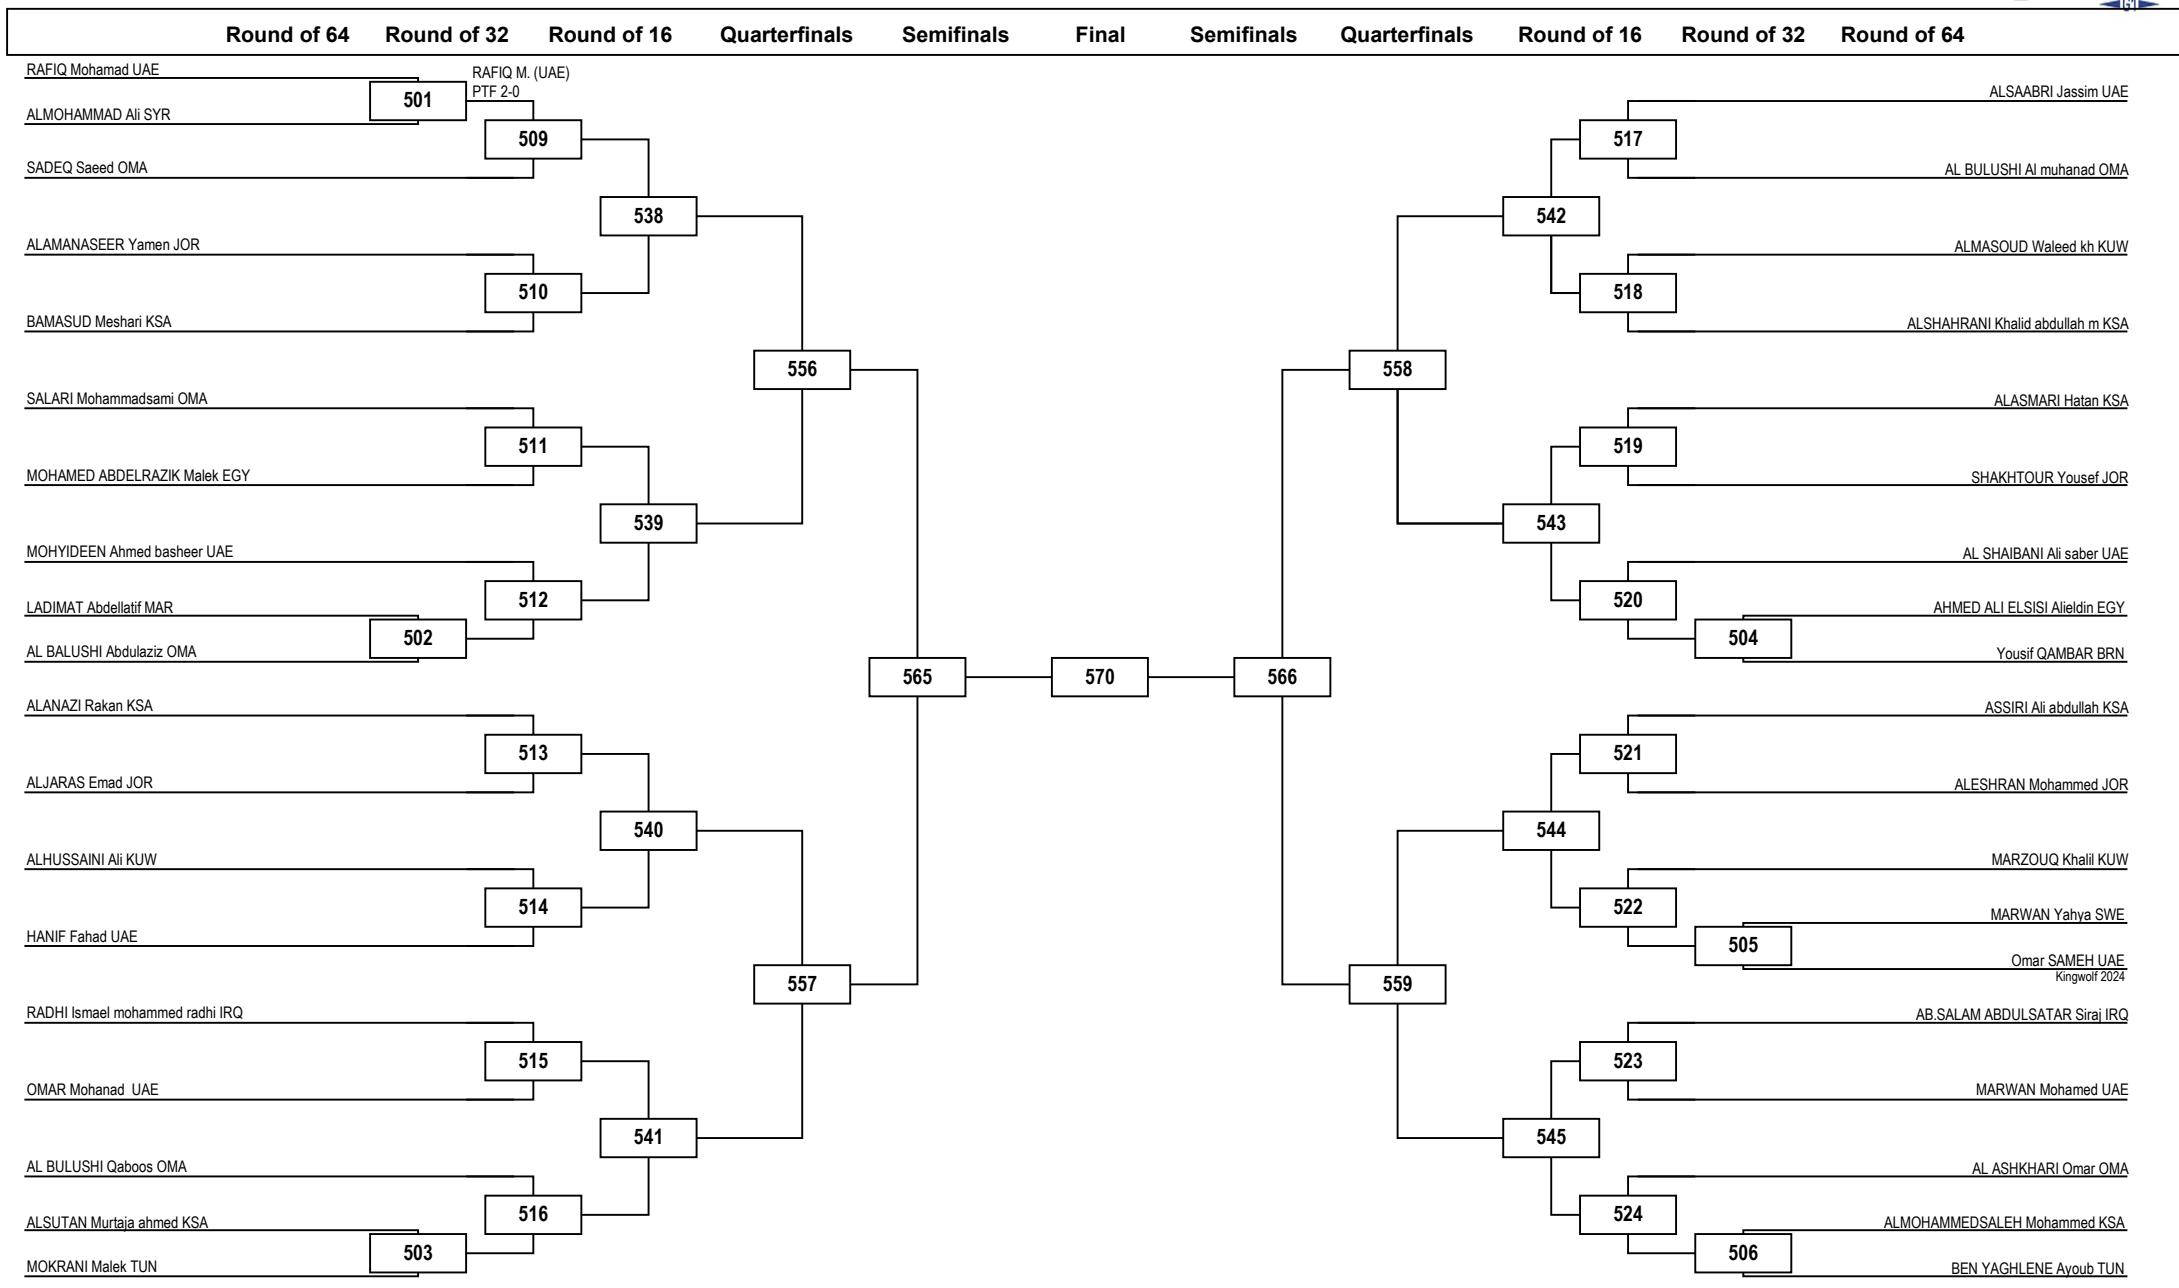 Round of 64 Round of 32 Round of 16 Quarterfinals Semifinals Final Semifinals Quarterfinals Round of 16 Round of 32 Round of 64
RAFIQ Mohamad UAE
RAFIQ M. (UAE)
PTF 2-0
501
ALMOHAMMAD Ali SYR
509
SADEQ Saeed OMA
538
ALAMANASEER Yamen JOR
510
BAMASUD Meshari KSA
556
SALARI Mohammadsami OMA
511
MOHAMED ABDELRAZIK Malek EGY
539
MOHYIDEEN Ahmed basheer UAE
512
LADIMAT Abdellatif MAR
502
AL BALUSHI Abdulaziz OMA
565
ALANAZI Rakan KSA
513
ALJARAS Emad JOR
540
ALHUSSAINI Ali KUW
514
HANIF Fahad UAE
557
RADHI Ismael mohammed radhi IRQ
515
OMAR Mohanad UAE
541
AL BULUSHI Qaboos OMA
516
ALSUTAN Murtaja ahmed KSA
503
MOKRANI Malek TUN
570
ALSAABRI Jassim UAE
517
AL BULUSHI Al muhanad OMA
542
ALMASOUD Waleed kh KUW
518
ALSHAHRANI Khalid abdullah m KSA
558
ALASMARI Hatan KSA
519
SHAKHTOUR Yousef JOR
543
AL SHAIBANI Ali saber UAE
520
AHMED ALI ELSISI Alieldin EGY
504
Yousif QAMBAR BRN
566
ASSIRI Ali abdullah KSA
521
ALESHRAN Mohammed JOR
544
MARZOUQ Khalil KUW
522
MARWAN Yahya SWE
505
Omar SAMEH UAE
Kingwolf 2024
559
AB.SALAM ABDULSATAR Siraj IRQ
523
MARWAN Mohamed UAE
545
AL ASHKHARI Omar OMA
524
ALMOHAMMEDSALEH Mohammed KSA
506
BEN YAGHLENE Ayoub TUN